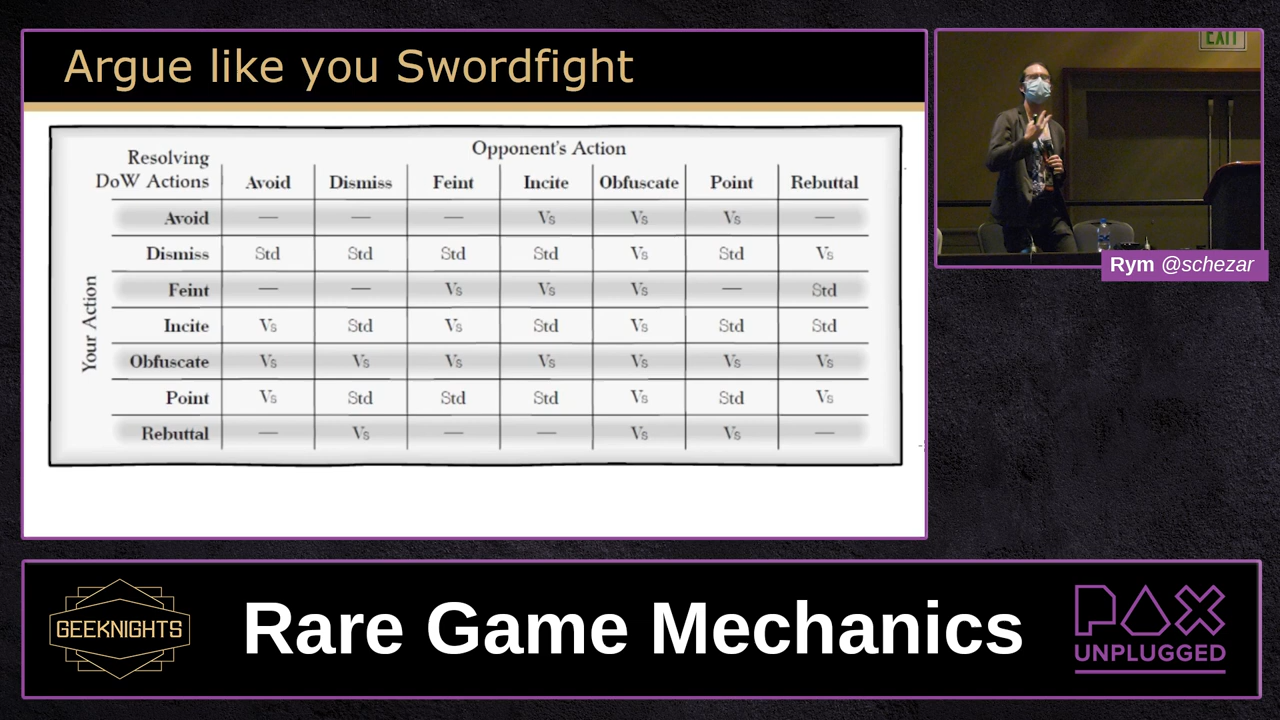 Argue like you Swordfight
EXIT
Rym @schezar
Opponent's Action
Resolving
DoW Actions Avoid Dismiss Feint Incite Obfuscate Point Rebuttal
Your Action
Avoid — — — Vs Vs Vs —
Dismiss Std Std Std Std Vs Std Vs
Feint — — Vs Vs Vs — Std
Incite Vs Std Vs Std Vs Std Std
Obfuscate Vs Vs Vs Vs Vs Vs Vs
Point Vs Std Std Std Vs Std Vs
Rebuttal — Vs — — Vs Vs —
GEEKNIGHTS
Rare Game Mechanics
PAX
UNPLUGGED